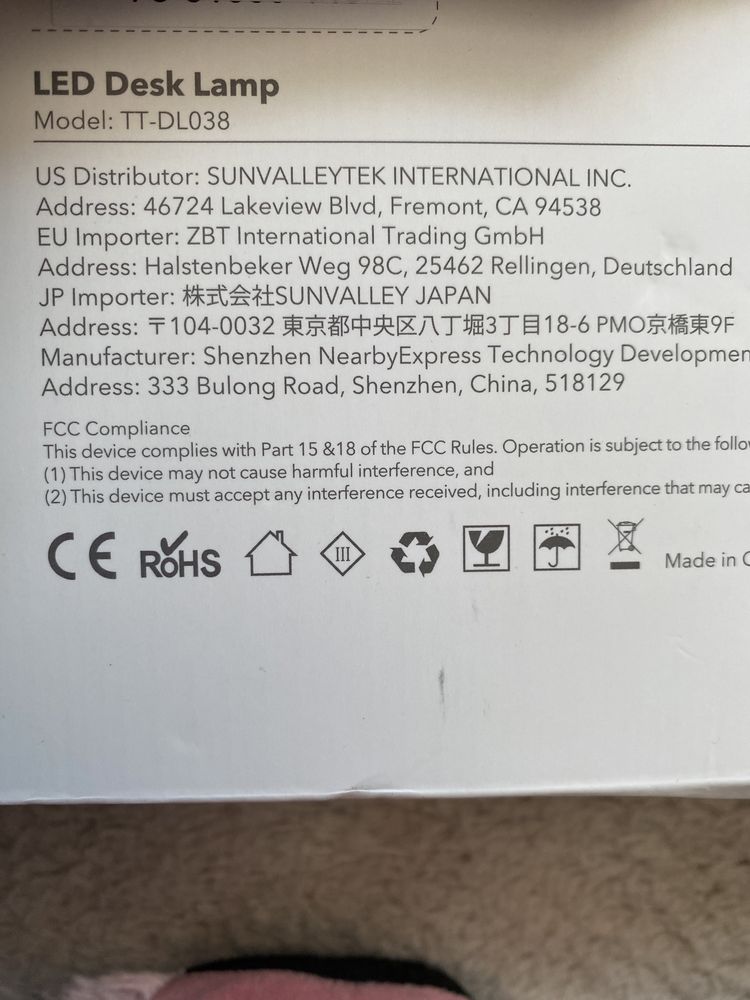 LED Desk Lamp
Model: TT-DL038
US Distributor: SUNVALLEYTEK INTERNATIONAL INC.
Address: 46724 Lakeview Blvd, Fremont, CA 94538
EU Importer: ZBT International Trading GmbH
Address: Halstenbeker Weg 98C, 25462 Rellingen, Deutschland
JP Importer: 株式会社SUNVALLEY JAPAN
Address: 〒104-0032 東京都中央区八丁堀3丁目18-6 PMO京橋東9F
Manufacturer: Shenzhen NearbyExpress Technology Developmen
Address: 333 Bulong Road, Shenzhen, China, 518129
FCC Compliance
This device complies with Part 15 &18 of the FCC Rules. Operation is subject to the follo
(1) This device may not cause harmful interference, and
(2) This device must accept any interference received, including interference that may ca
CE RoHS III Made in